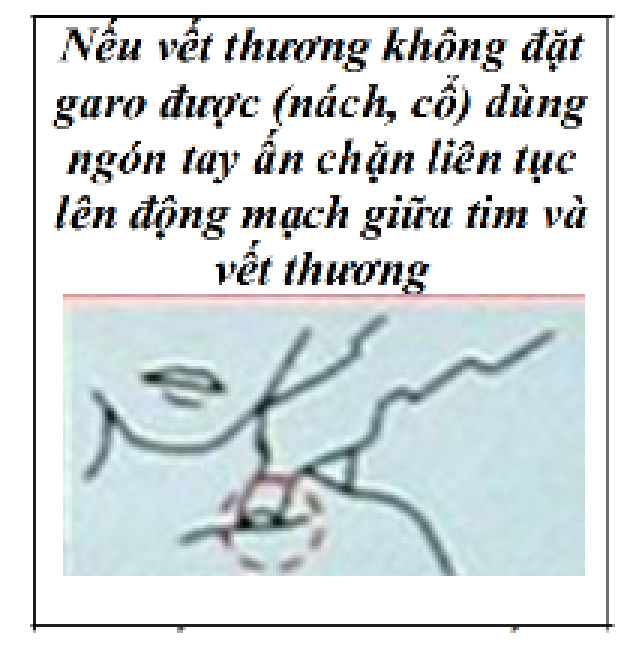 Nếu vết thương không đặt
garo được (nách, cổ) dùng
ngón tay ấn chặn liên tục
lên động mạch giữa tim và
vết thương